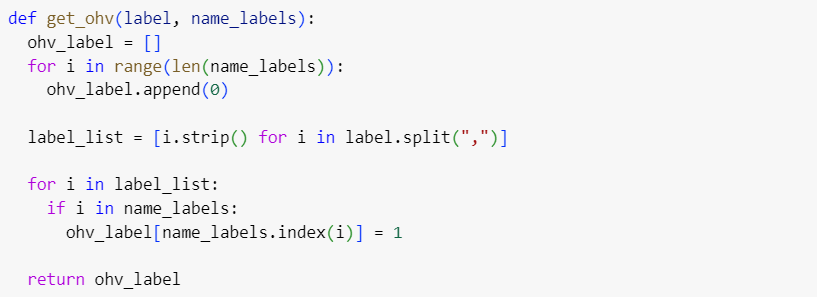 def get_ohv(label, name_labels):
  ohv_label = []
  for i in range(len(name_labels)):
    ohv_label.append(0)

  label_list = [i.strip() for i in label.split(",")]

  for i in label_list:
    if i in name_labels:
      ohv_label[name_labels.index(i)] = 1

  return ohv_label